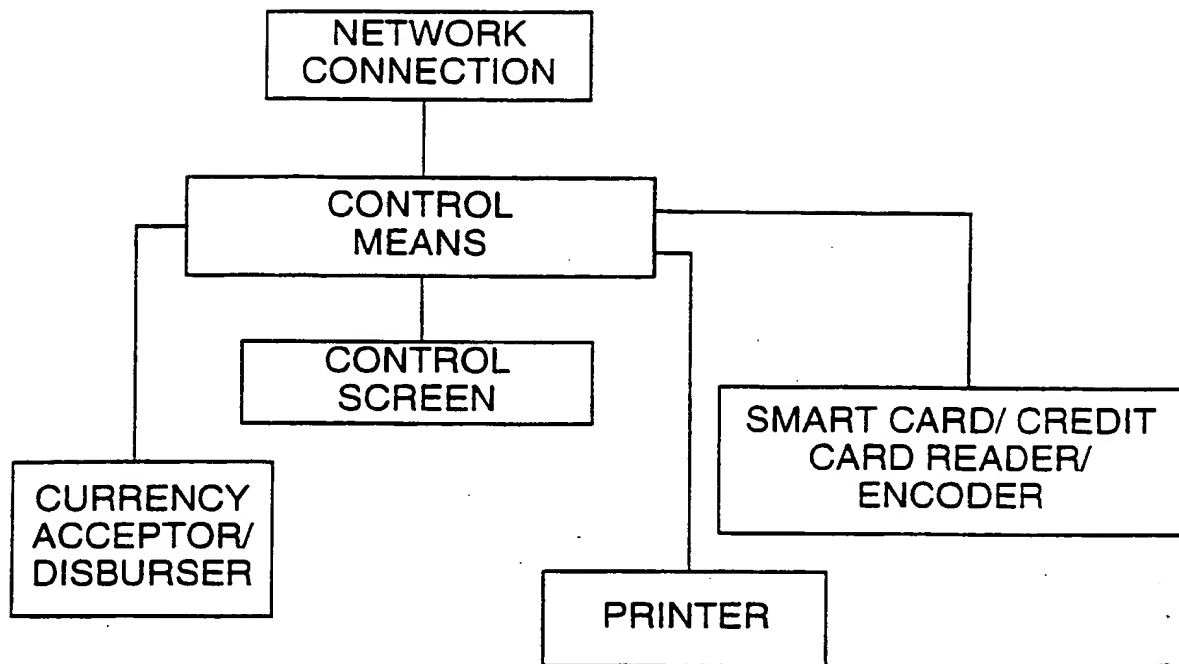 NETWORK
CONNECTION
CONTROL
MEANS
CONTROL
SCREEN
SMART CARD/ CREDIT
CARD READER/
ENCODER
CURRENCY
ACCEPTOR/
DISBURSER
PRINTER